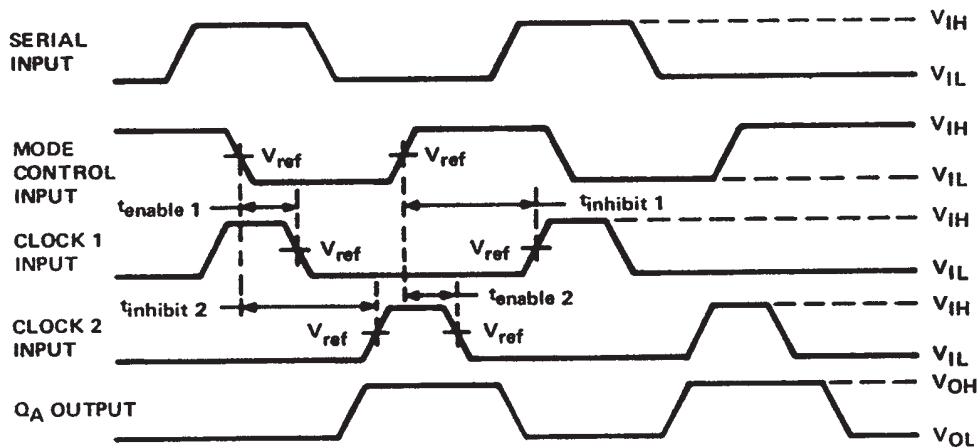 SERIAL
INPUT
V_IH
V_IL
MODE
CONTROL
INPUT
V_ref
V_ref
V_IH
V_IL
t_enable 1
t_inhibit 1
CLOCK 1
INPUT
V_ref
V_ref
V_IH
V_IL
t_inhibit 2
t_enable 2
CLOCK 2
INPUT
V_ref
V_ref
V_IH
V_IL
Q_A OUTPUT
V_OH
V_OL